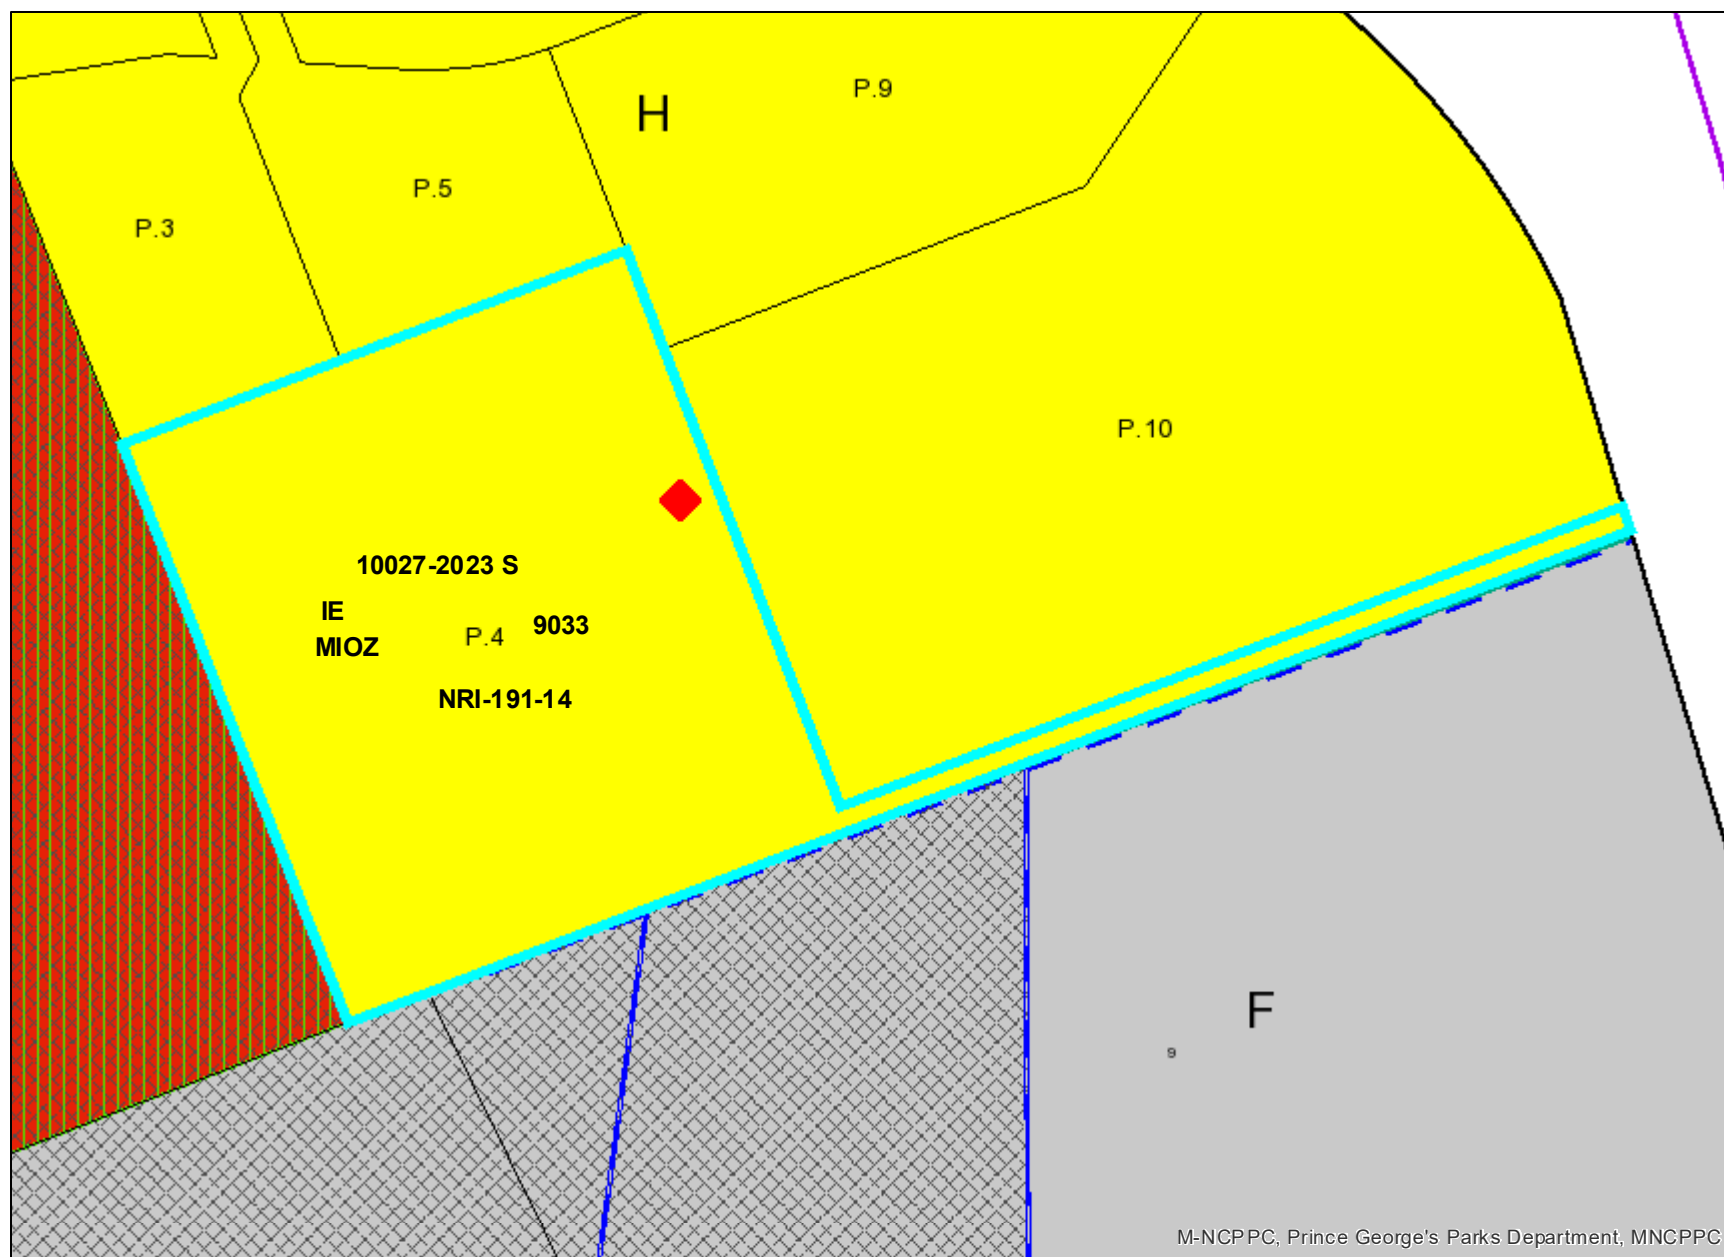 P.9
H
P.5
P.3
P.10
10027-2023 S
IE
9033
P.4
MIOZ
NRI-191-14
F
9
M-NCPPC, Prince George's Parks Department, MNCPPC